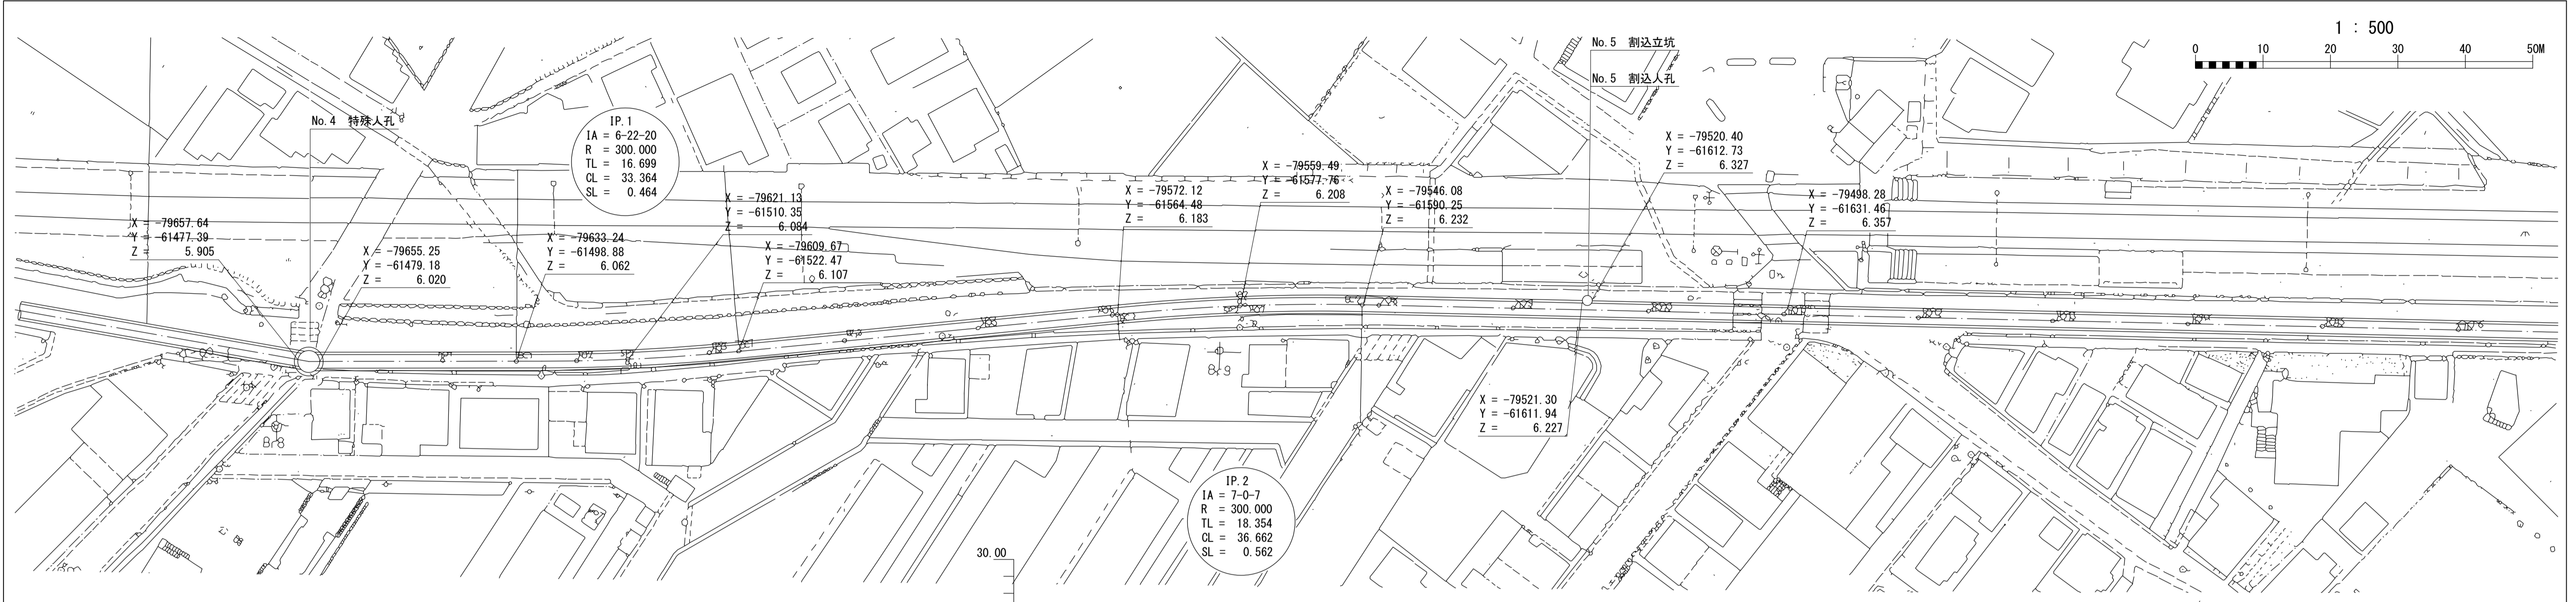 1 : 500
0 10 20 30 40 50M
No.5 割込立坑
No.5 割込人孔
No.4 特殊人孔
IP.1
IA = 6-22-20
R = 300.000
TL = 16.699
CL = 33.364
SL = 0.464
X = -79657.64
Y = -61477.39
Z = 5.905
X = -79655.25
Y = -61479.18
Z = 6.020
X = -79633.24
Y = -61498.88
Z = 6.062
X = -79621.13
Y = -61510.35
Z = 6.084
X = -79609.67
Y = -61522.47
Z = 6.107
X = -79572.12
Y = -61564.48
Z = 6.183
X = -79559.49
Y = -61577.76
Z = 6.208
X = -79546.08
Y = -61590.25
Z = 6.232
X = -79520.40
Y = -61612.73
Z = 6.327
X = -79498.28
Y = -61631.46
Z = 6.357
X = -79521.30
Y = -61611.94
Z = 6.227
IP.2
IA = 7-0-7
R = 300.000
TL = 18.354
CL = 36.662
SL = 0.562
30.00